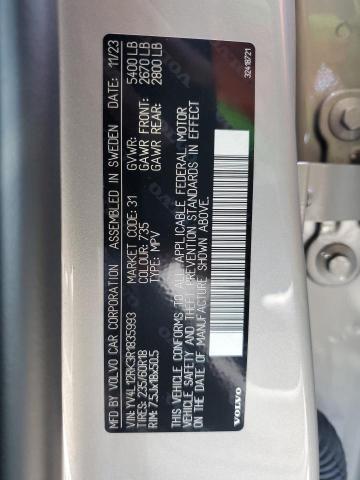 MFD BY VOLVO CAR CORPORATION ASSEMBLED IN SWEDEN DATE: 11/23
VIN: YV4L12RK3R1835993 MARKET CODE: 31 GVWR: 5400 LB
TIRES: 235/60R18 COLOUR: 735 GAWR FRONT: 2670 LB
RIM: 7.5Jx18x50.5 TYPE: MPV GAWR REAR: 2800 LB
THIS VEHICLE CONFORMS TO ALL APPLICABLE FEDERAL MOTOR
VEHICLE SAFETY AND THEFT PREVENTION STANDARDS IN EFFECT
ON THE DATE OF MANUFACTURE SHOWN ABOVE.
VOLVO
32418721